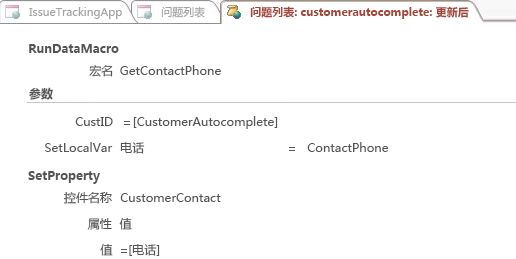 IssueTrackingApp 问题列表 问题列表: customerautocomplete: 更新后
RunDataMacro
宏名 GetContactPhone
参数
CustID =[CustomerAutocomplete]
SetLocalVar 电话 = ContactPhone
SetProperty
控件名称 CustomerContact
属性 值
值 =[电话]